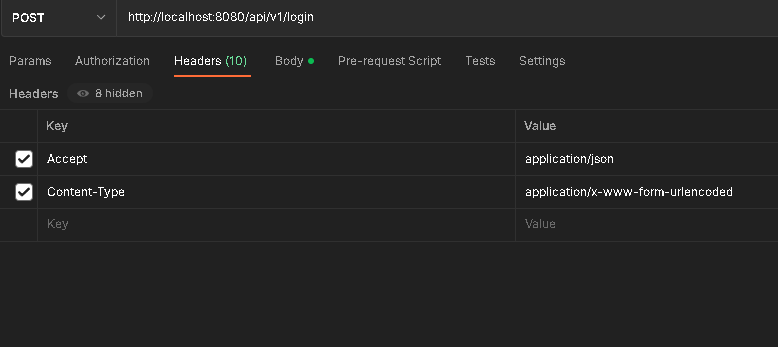 POST http://localhost:8080/api/v1/login
Params Authorization Headers (10) Body Pre-request Script Tests Settings
Headers 8 hidden
Key Value
Accept application/json
Content-Type application/x-www-form-urlencoded
Key Value